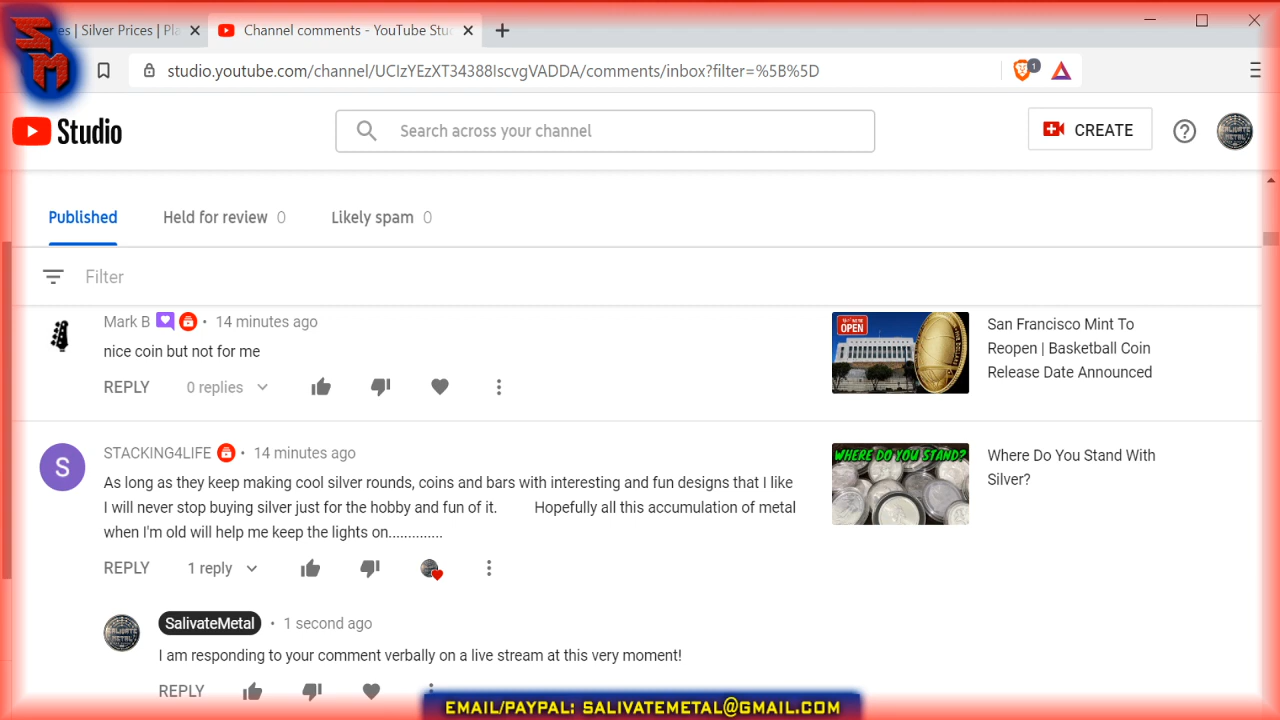 SM
es | Silver Prices | Pla
Channel comments - YouTube Stud
studio.youtube.com/channel/UCIzYEzXT34388IscvgVADDA/comments/inbox?filter=%5B%5D
1
Studio
Search across your channel
CREATE
Published
Held for review 0
Likely spam 0
Filter
Mark B • 14 minutes ago
nice coin but not for me
REPLY 0 replies
OPEN
San Francisco Mint To
Reopen | Basketball Coin
Release Date Announced
S
STACKING4LIFE • 14 minutes ago
As long as they keep making cool silver rounds, coins and bars with interesting and fun designs that I like
I will never stop buying silver just for the hobby and fun of it. Hopefully all this accumulation of metal
when I'm old will help me keep the lights on..............
REPLY 1 reply
WHERE DO YOU STAND?
Where Do You Stand With
Silver?
SALIVATE
METAL
SalivateMetal • 1 second ago
I am responding to your comment verbally on a live stream at this very moment!
REPLY
EMAIL/PAYPAL: SALIVATEMETAL@GMAIL.COM